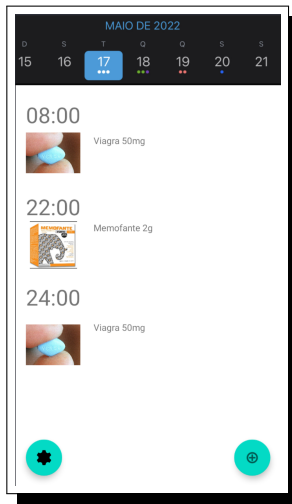 MAIO DE 2022
D S T Q Q S S
15 16 17 18 19 20 21
08:00
Viagra 50mg
22:00
MEMOFANTE
Memofante 2g
24:00
Viagra 50mg